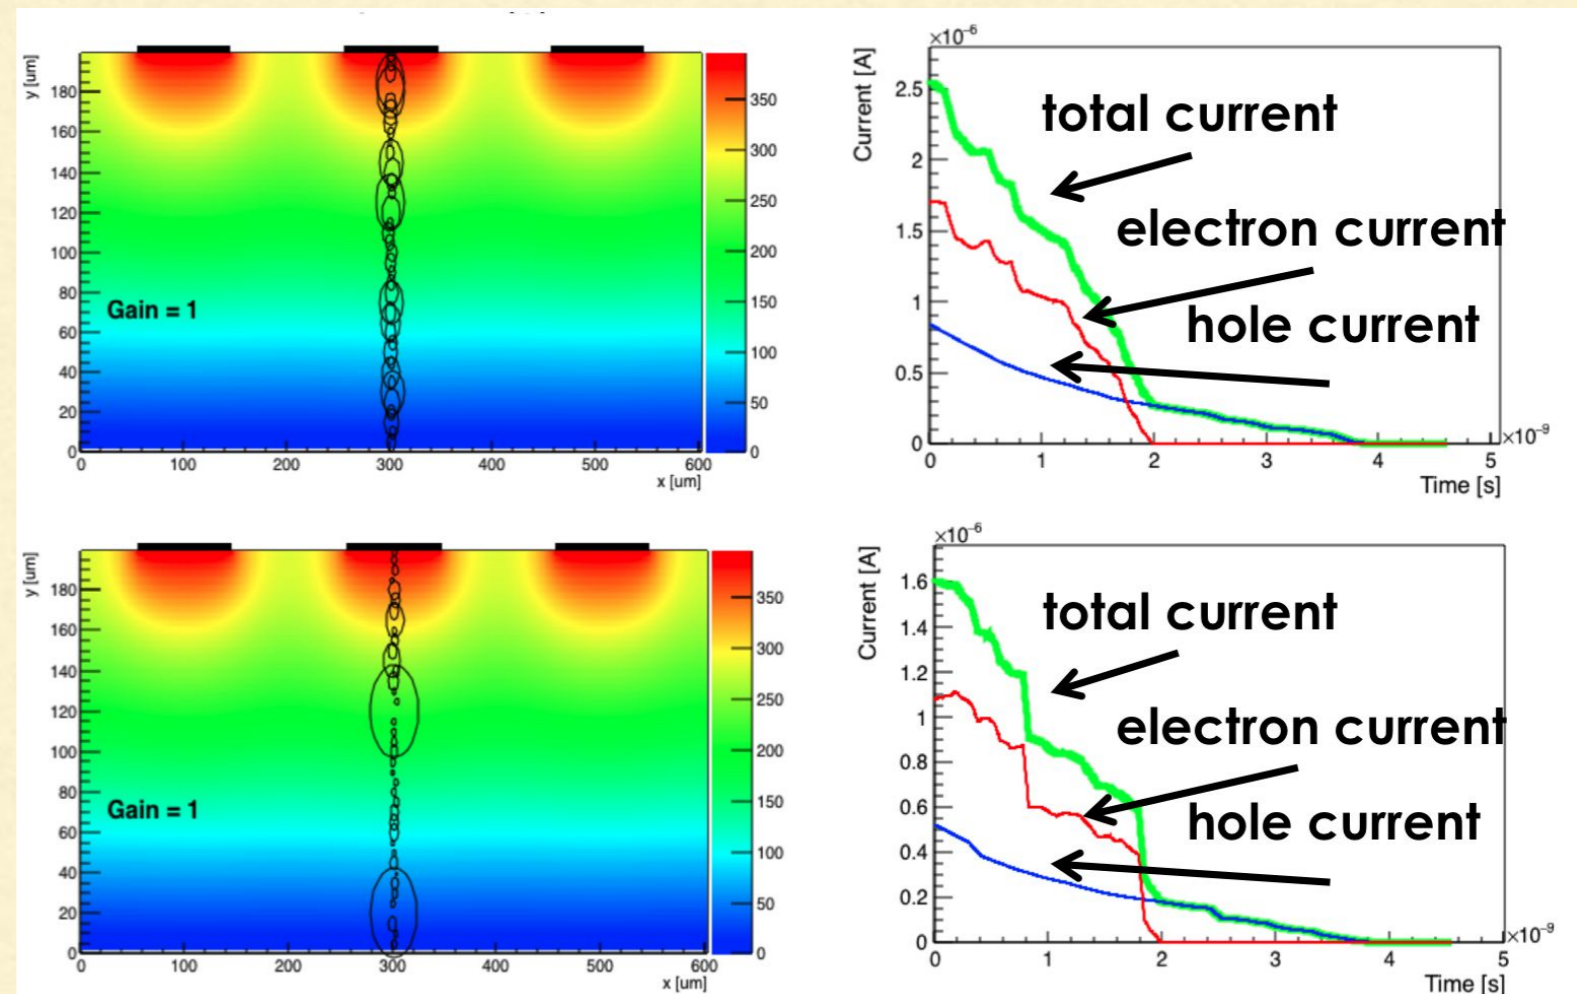 y [um]
180
160
140
120
100
80
60
40
20
0
Gain = 1
0 100 200 300 400 500 600
x [um]
350
300
250
200
150
100
50
0
×10⁻⁶
Current [A]
2.5
2
1.5
1
0.5
0
total current
electron current
hole current
0 1 2 3 4 5
×10⁻⁹
Time [s]
y [um]
180
160
140
120
100
80
60
40
20
0
Gain = 1
0 100 200 300 400 500 600
x [um]
350
300
250
200
150
100
50
0
×10⁻⁶
Current [A]
1.6
1.4
1.2
1
0.8
0.6
0.4
0.2
0
total current
electron current
hole current
0 1 2 3 4 5
×10⁻⁹
Time [s]